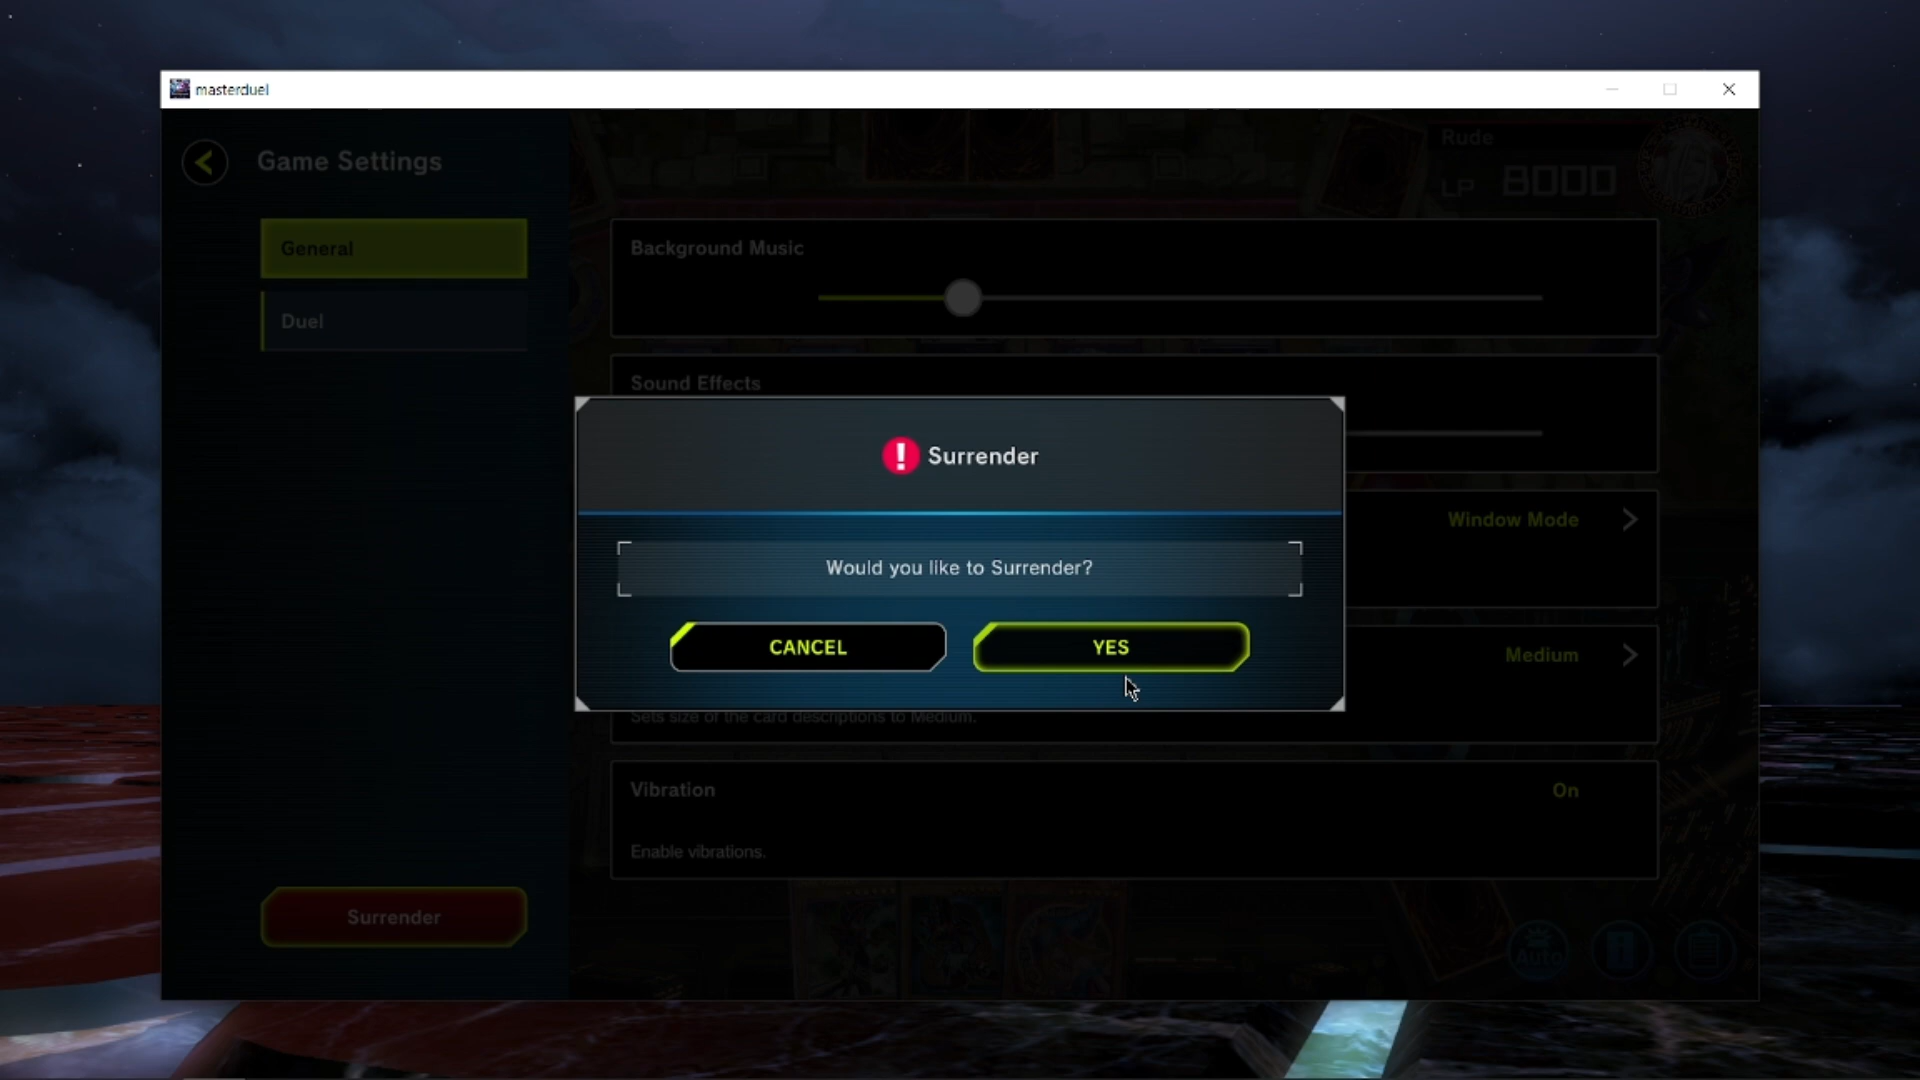 masterduel
Game Settings
Rude
LP 8000
General
Duel
Background Music
Sound Effects
Surrender
Would you like to Surrender?
CANCEL
YES
Window Mode
Medium
Sets size of the card descriptions to Medium.
Vibration
On
Enable vibrations.
Surrender
Auto